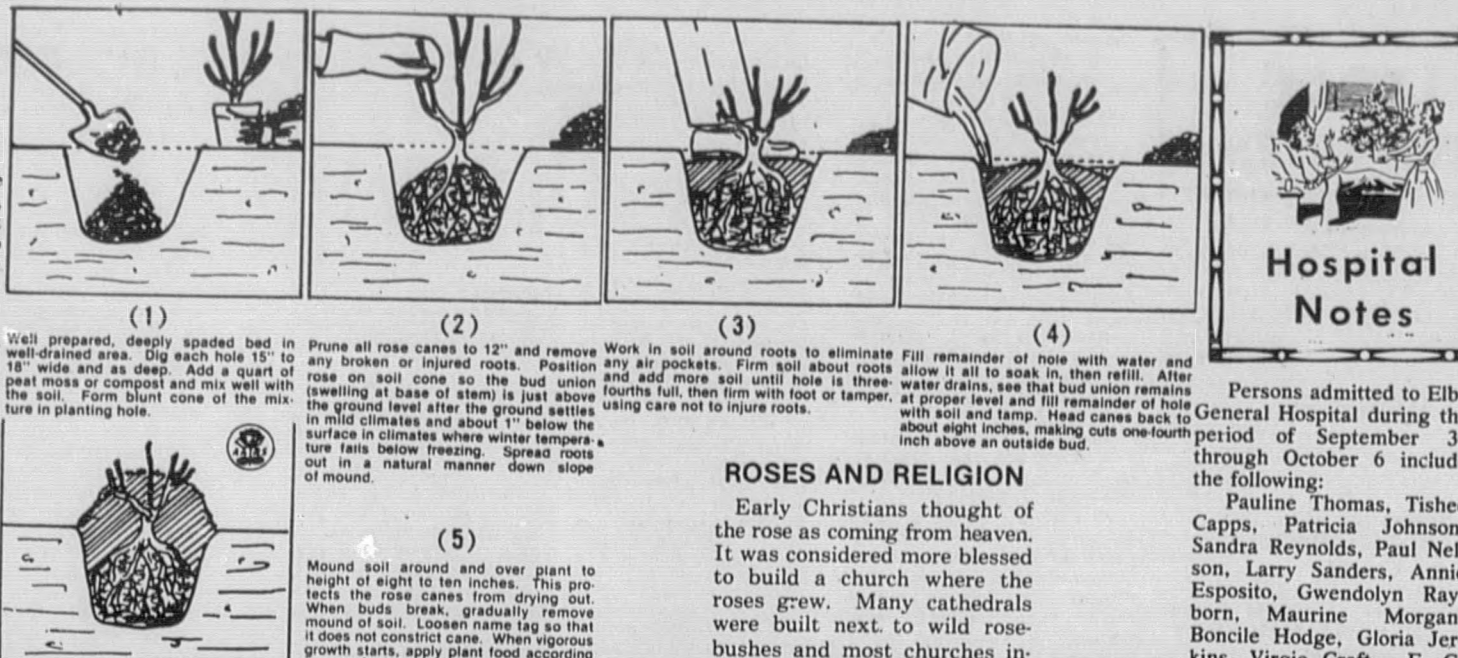 (1)
Well prepared, deeply spaded bed in
well-drained area. Dig each hole 15" to
18" wide and as deep. Add a quart of
peat moss or compost and mix well with
the soil. Form blunt cone of the mix-
ture in planting hole.
(2)
Prune all rose canes to 12" and remove
any broken or injured roots. Position
rose on soil cone so the bud union
(swelling at base of stem) is just above
the ground level after the ground settles
in mild climates and about 1" below the
surface in climates where winter tempera-
ture falls below freezing. Spread roots
out in a natural manner down slope
of mound.
(3)
Work in soil around roots to eliminate
any air pockets. Firm soil about roots
and add more soil until hole is three-
fourths full, then firm with foot or tamper,
using care not to injure roots.
(4)
Fill remainder of hole with water and
allow it all to soak in, then refill. After
water drains, see that bud union remains
at proper level and fill remainder of hole
with soil and tamp. Head canes back to
about eight inches, making cuts one-fourth
inch above an outside bud.
(5)
Mound soil around and over plant to
height of eight to ten inches. This pro-
tects the rose canes from drying out.
When buds break, gradually remove
mound of soil. Loosen name tag so that
it does not constrict cane. When vigorous
growth starts, apply plant food according
ROSES AND RELIGION
Early Christians thought of
the rose as coming from heaven.
It was considered more blessed
to build a church where the
roses grew. Many cathedrals
were built next. to wild rose-
bushes and most churches in-
Hospital
Notes
Persons admitted to Elb
General Hospital during th
period of September 3
through October 6 includ
the following:
Pauline Thomas, Tishe
Capps, Patricia Johnson
Sandra Reynolds, Paul Nel
son, Larry Sanders, Annie
Esposito, Gwendolyn Ray
born, Maurine Morgan
Boncile Hodge, Gloria Jer